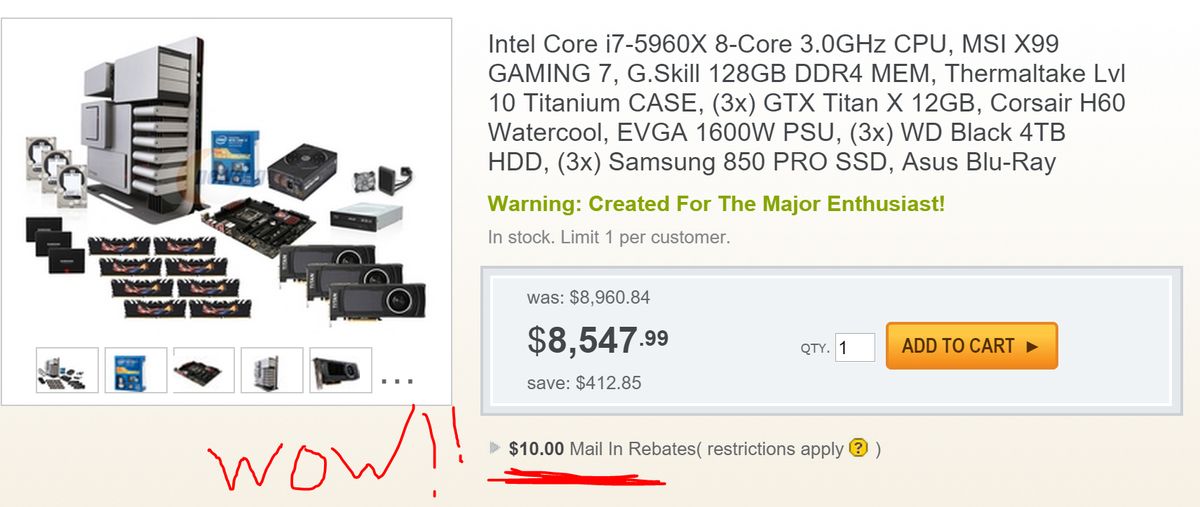 Intel Core i7-5960X 8-Core 3.0GHz CPU, MSI X99
GAMING 7, G.Skill 128GB DDR4 MEM, Thermaltake Lvl
10 Titanium CASE, (3x) GTX Titan X 12GB, Corsair H60
Watercool, EVGA 1600W PSU, (3x) WD Black 4TB
HDD, (3x) Samsung 850 PRO SSD, Asus Blu-Ray
Warning: Created For The Major Enthusiast!
In stock. Limit 1 per customer.
was: $8,960.84
$8,547.99
QTY. 1
ADD TO CART ►
save: $412.85
...
wow!!
$10.00 Mail In Rebates( restrictions apply ? )